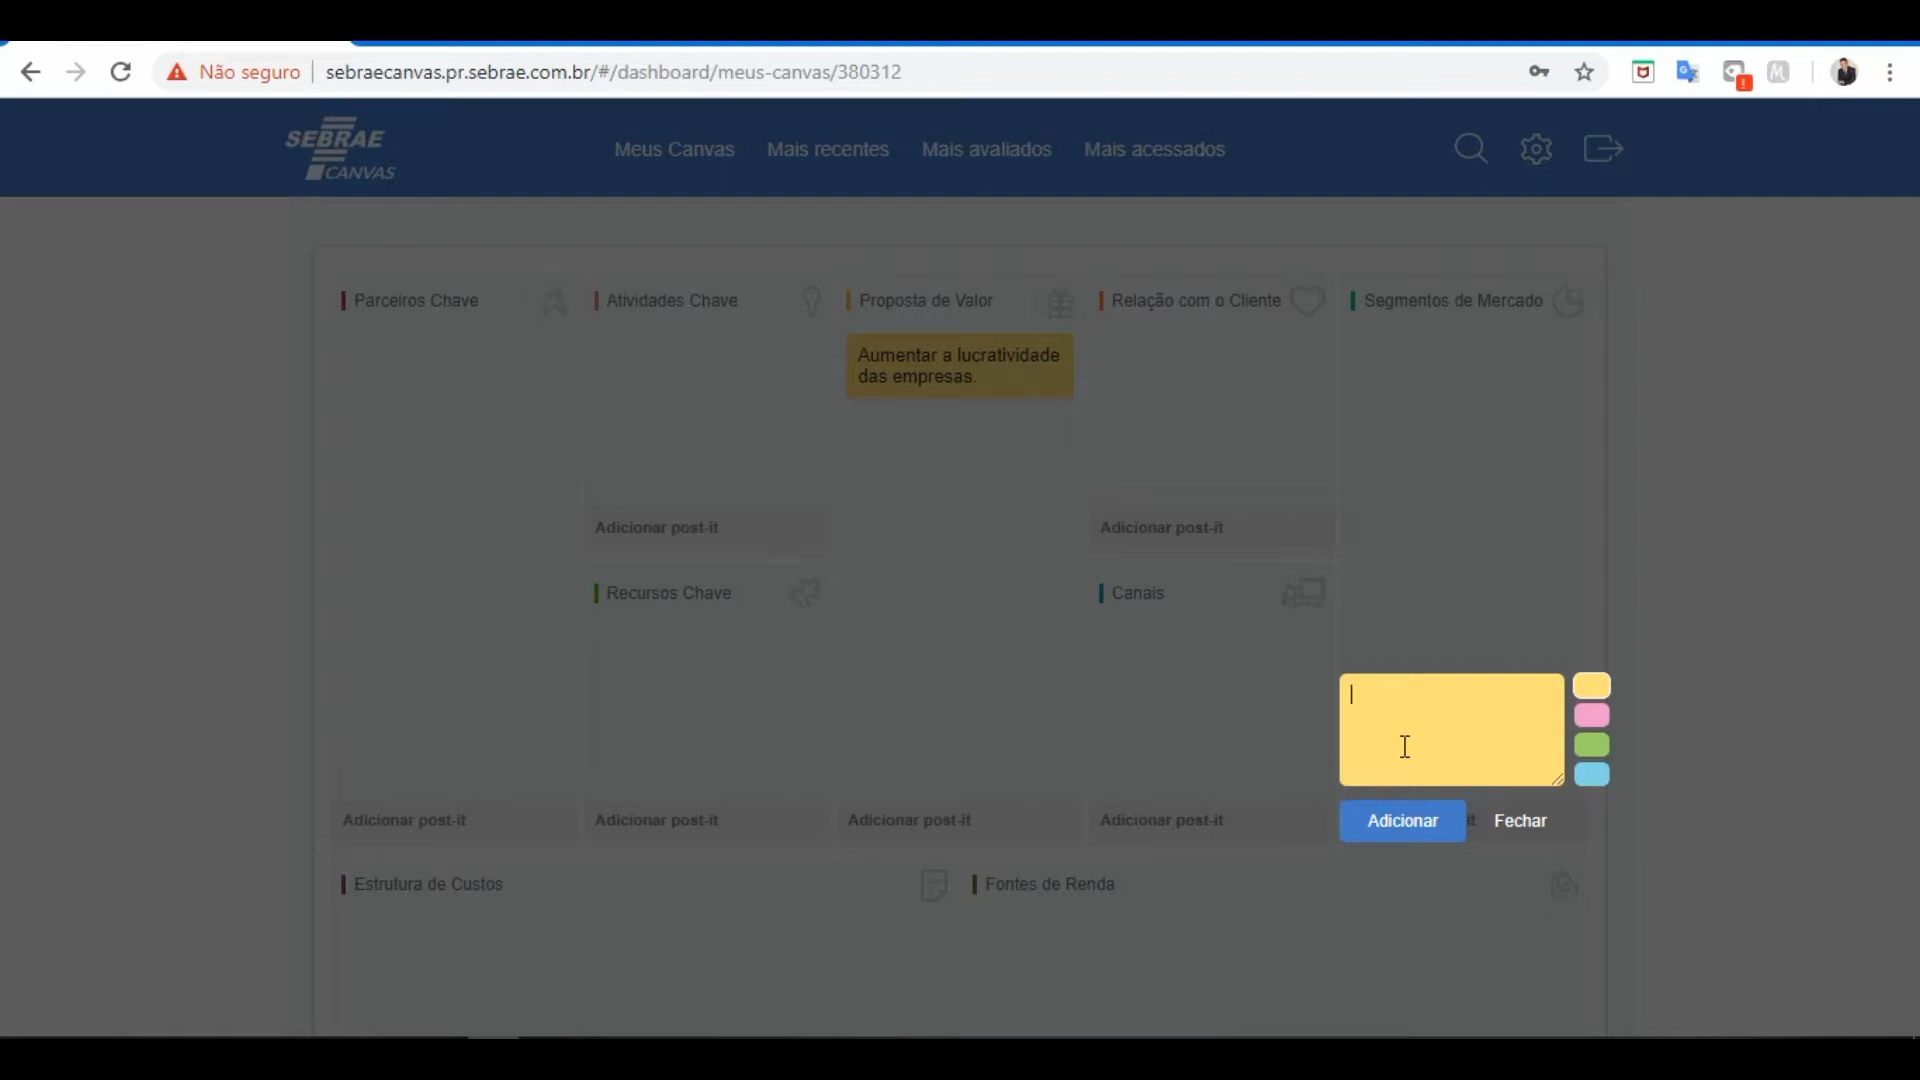 Não seguro
sebraecanvas.pr.sebrae.com.br/#/dashboard/meus-canvas/380312
SEBRAE
CANVAS
Meus Canvas
Mais recentes
Mais avaliados
Mais acessados
Parceiros Chave
Atividades Chave
Proposta de Valor
Relação com o Cliente
Segmentos de Mercado
Aumentar a lucratividade
das empresas.
Adicionar post-it
Adicionar post-it
Recursos Chave
Canais
Adicionar post-it
Adicionar post-it
Adicionar post-it
Adicionar post-it
Adicionar
it
Fechar
Estrutura de Custos
Fontes de Renda